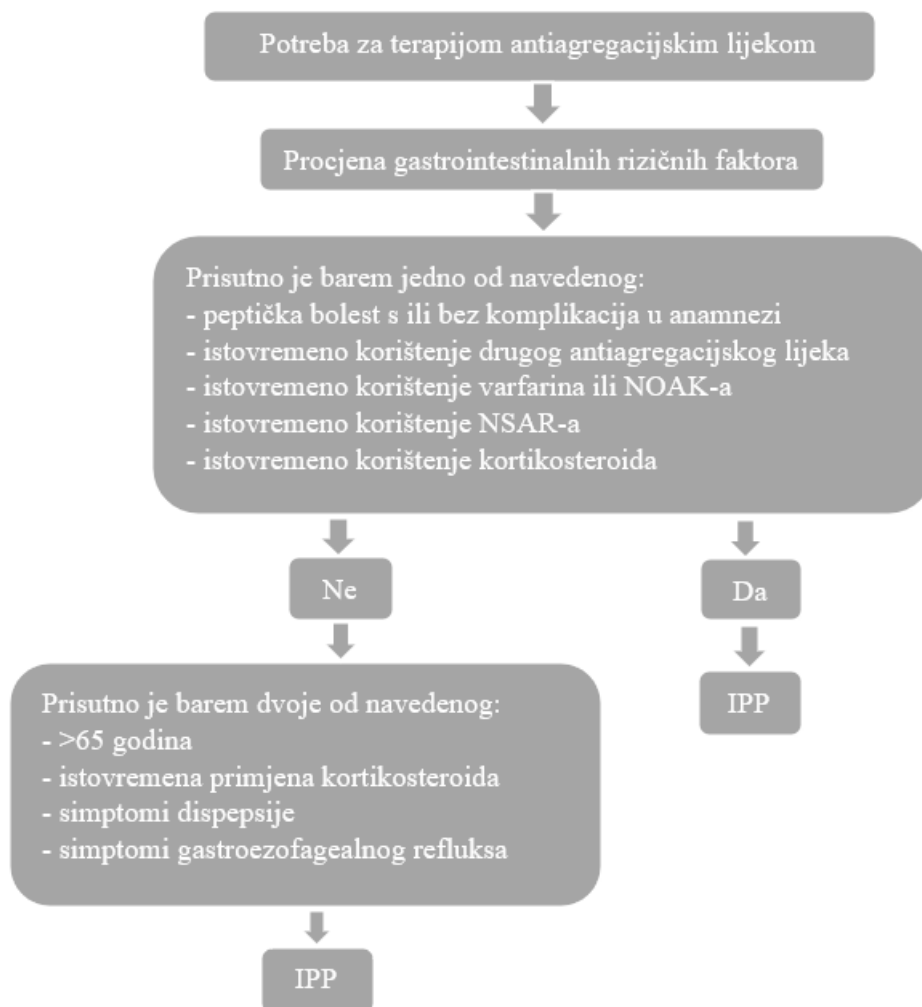 Potreba za terapijom antiagregacijskim lijekom
Procjena gastrointestinalnih rizičnih faktora
Prisutno je barem jedno od navedenog:
- peptička bolest s ili bez komplikacija u anamnezi
- istovremeno korištenje drugog antiagregacijskog lijeka
- istovremeno korištenje varfarina ili NOAK-a
- istovremeno korištenje NSAR-a
- istovremeno korištenje kortikosteroida
Ne
Da
Prisutno je barem dvoje od navedenog:
- >65 godina
- istovremena primjena kortikosteroida
- simptomi dispepsije
- simptomi gastroezofagealnog refluksa
IPP
IPP